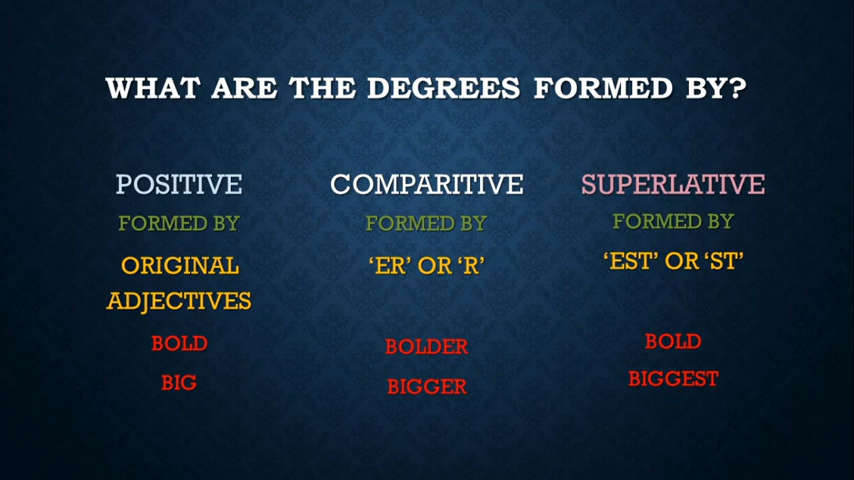 WHAT ARE THE DEGREES FORMED BY?
POSITIVE
FORMED BY
ORIGINAL
ADJECTIVES
BOLD
BIG
COMPARITIVE
FORMED BY
‘ER’ OR ‘R’
BOLDER
BIGGER
SUPERLATIVE
FORMED BY
‘EST’ OR ‘ST’
BOLD
BIGGEST